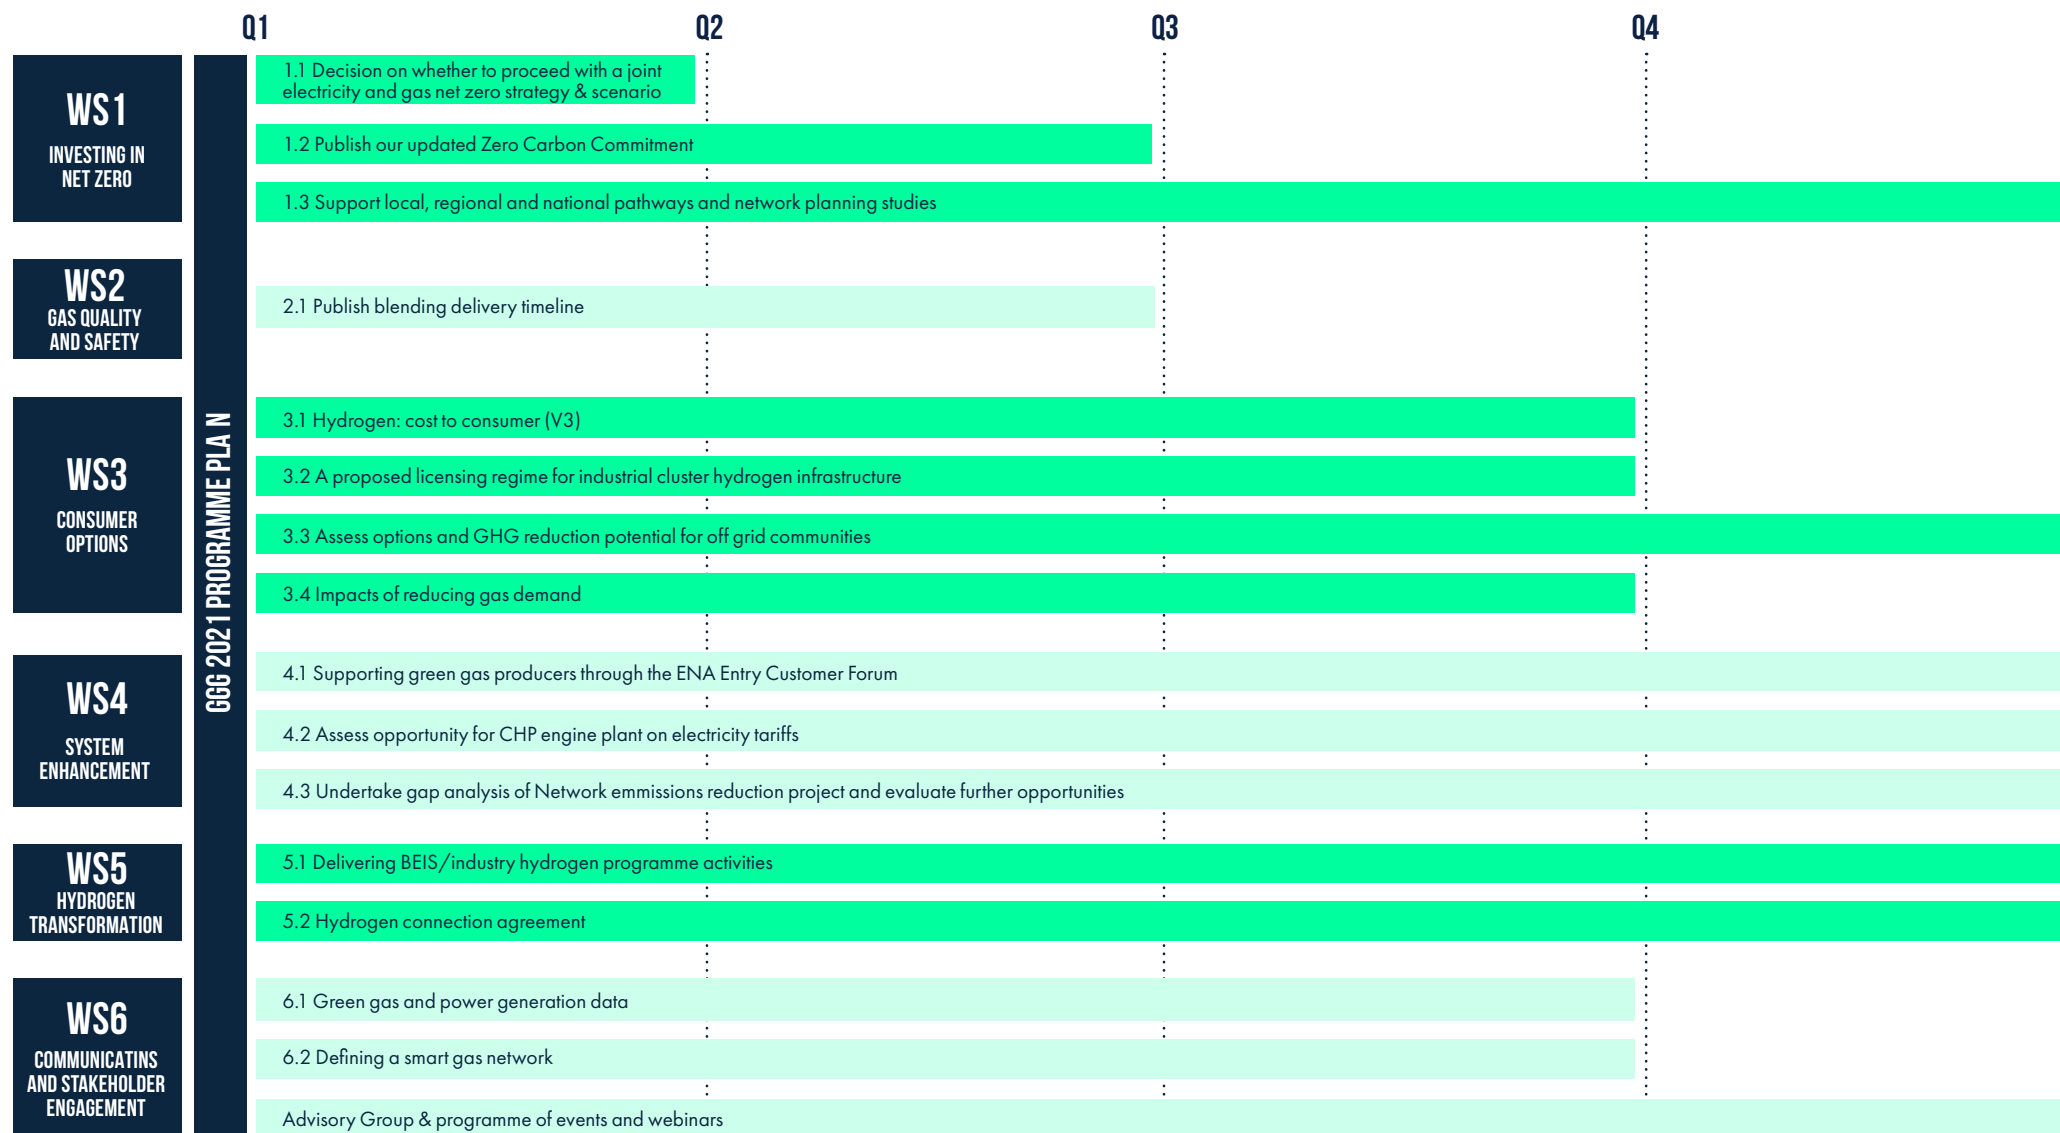 Q1 Q2 Q3 Q4
WS1
INVESTING IN
NET ZERO
1.1 Decision on whether to proceed with a joint
electricity and gas net zero strategy & scenario
1.2 Publish our updated Zero Carbon Commitment
1.3 Support local, regional and national pathways and network planning studies
WS2
GAS QUALITY
AND SAFETY
2.1 Publish blending delivery timeline
GGG 2021 PROGRAMME PLA N
WS3
CONSUMER
OPTIONS
3.1 Hydrogen: cost to consumer (V3)
3.2 A proposed licensing regime for industrial cluster hydrogen infrastructure
3.3 Assess options and GHG reduction potential for off grid communities
3.4 Impacts of reducing gas demand
WS4
SYSTEM
ENHANCEMENT
4.1 Supporting green gas producers through the ENA Entry Customer Forum
4.2 Assess opportunity for CHP engine plant on electricity tariffs
4.3 Undertake gap analysis of Network emmissions reduction project and evaluate further opportunities
WS5
HYDROGEN
TRANSFORMATION
5.1 Delivering BEIS/industry hydrogen programme activities
5.2 Hydrogen connection agreement
WS6
COMMUNICATINS
AND STAKEHOLDER
ENGAGEMENT
6.1 Green gas and power generation data
6.2 Defining a smart gas network
Advisory Group & programme of events and webinars